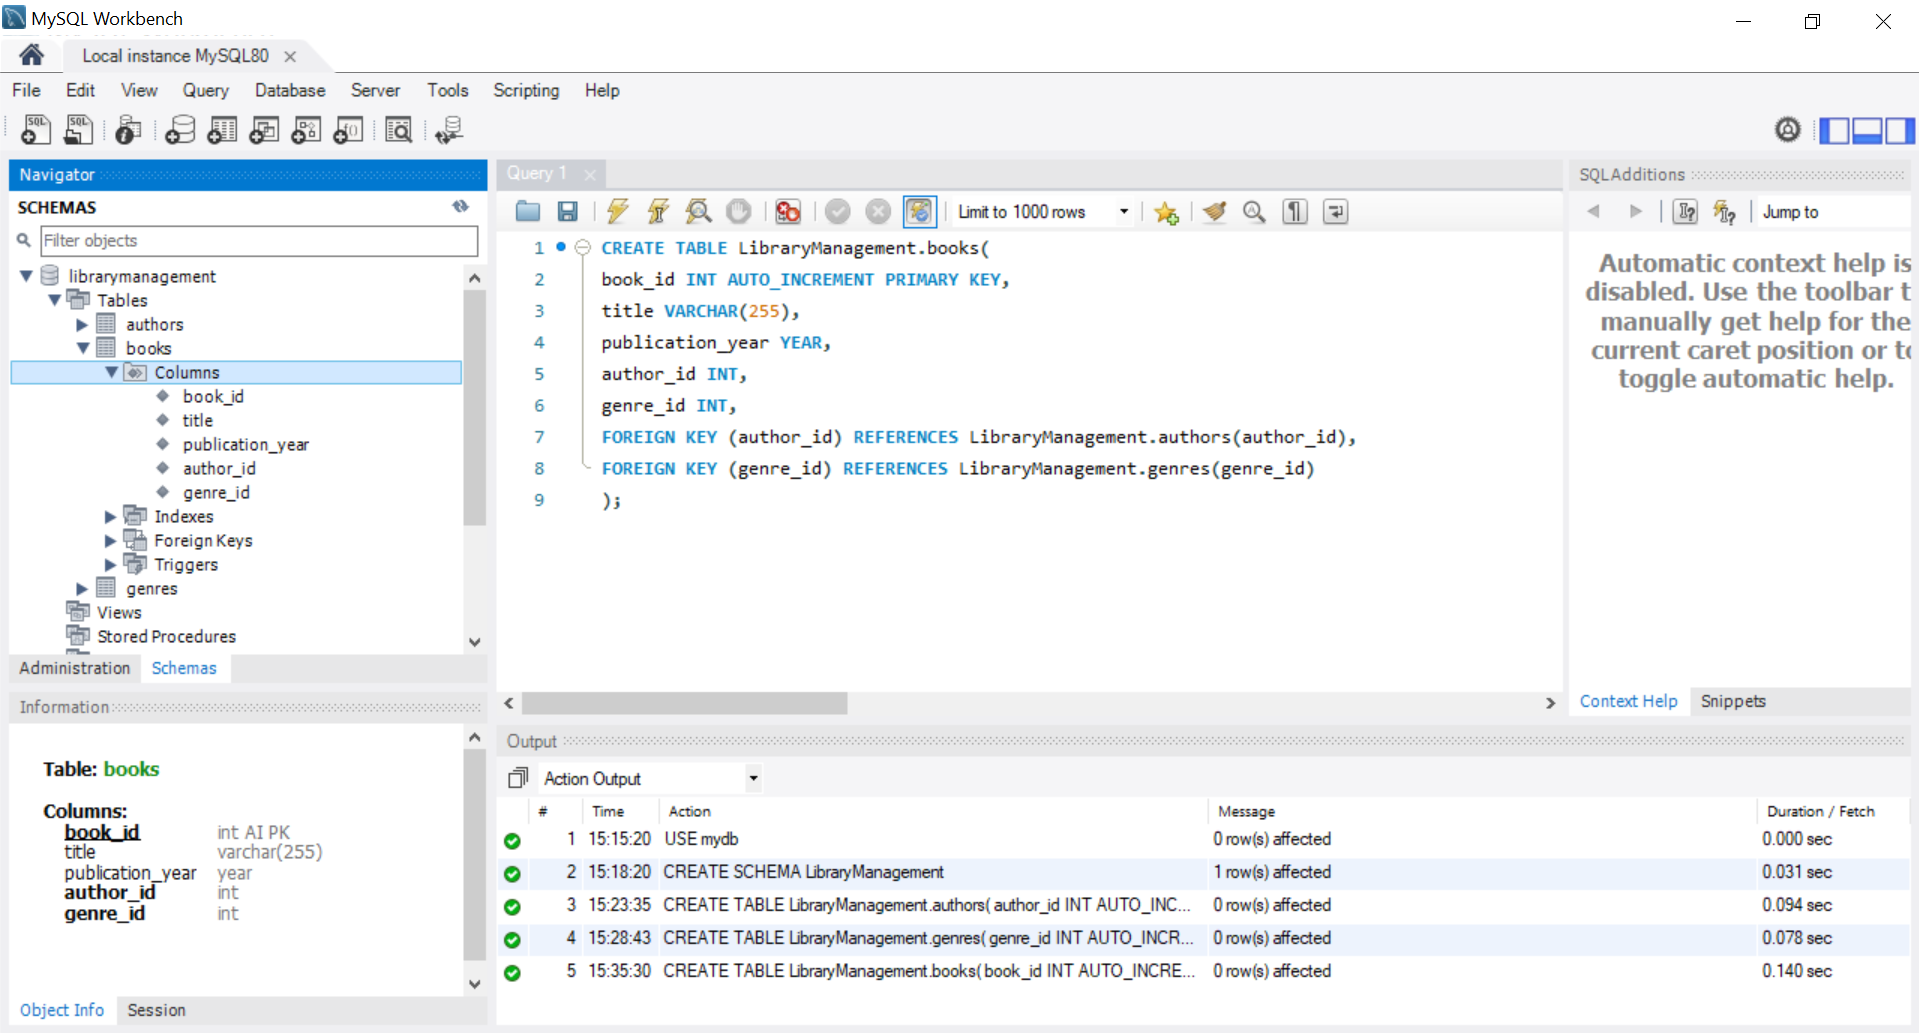 MySQL Workbench
Local instance MySQL80
File Edit View Query Database Server Tools Scripting Help
Navigator
SCHEMAS
Filter objects
librarymanagement
Tables
authors
books
Columns
book_id
title
publication_year
author_id
genre_id
Indexes
Foreign Keys
Triggers
genres
Views
Stored Procedures
Administration Schemas
Information
Table: books
Columns:
book_id int AI PK
title varchar(255)
publication_year year
author_id int
genre_id int
Object Info Session
Query 1
Limit to 1000 rows
1 CREATE TABLE LibraryManagement.books(
2 book_id INT AUTO_INCREMENT PRIMARY KEY,
3 title VARCHAR(255),
4 publication_year YEAR,
5 author_id INT,
6 genre_id INT,
7 FOREIGN KEY (author_id) REFERENCES LibraryManagement.authors(author_id),
8 FOREIGN KEY (genre_id) REFERENCES LibraryManagement.genres(genre_id)
9 );
SQLAdditions
Jump to
Automatic context help is
disabled. Use the toolbar t
manually get help for the
current caret position or to
toggle automatic help.
Context Help Snippets
Output
Action Output
# Time Action Message Duration / Fetch
1 15:15:20 USE mydb 0 row(s) affected 0.000 sec
2 15:18:20 CREATE SCHEMA LibraryManagement 1 row(s) affected 0.031 sec
3 15:23:35 CREATE TABLE LibraryManagement.authors( author_id INT AUTO_INC... 0 row(s) affected 0.094 sec
4 15:28:43 CREATE TABLE LibraryManagement.genres( genre_id INT AUTO_INCR... 0 row(s) affected 0.078 sec
5 15:35:30 CREATE TABLE LibraryManagement.books( book_id INT AUTO_INCRE... 0 row(s) affected 0.140 sec